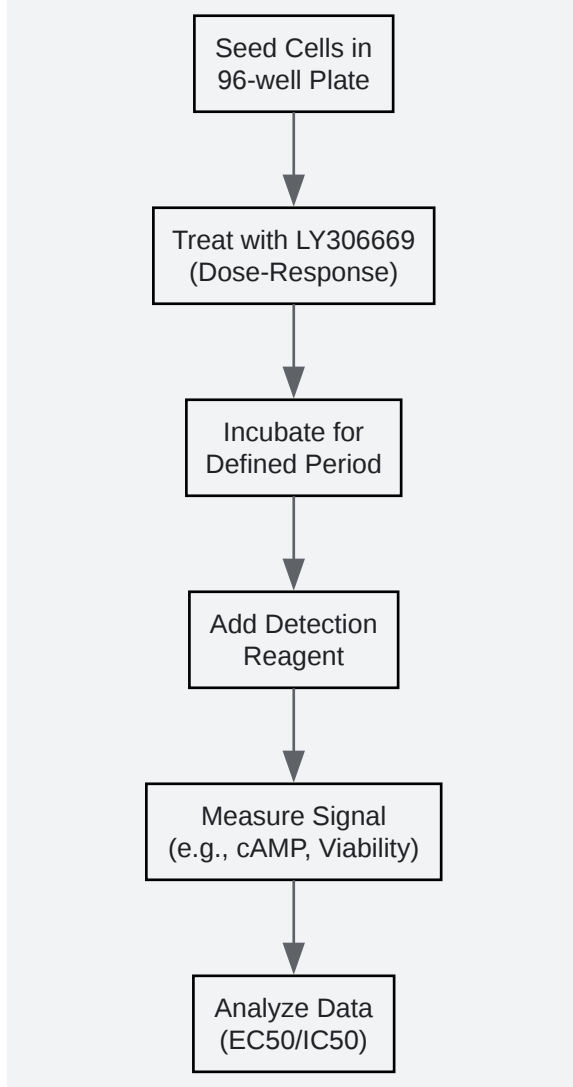 Seed Cells in
96-well Plate
Treat with LY306669
(Dose-Response)
Incubate for
Defined Period
Add Detection
Reagent
Measure Signal
(e.g., cAMP, Viability)
Analyze Data
(EC50/IC50)